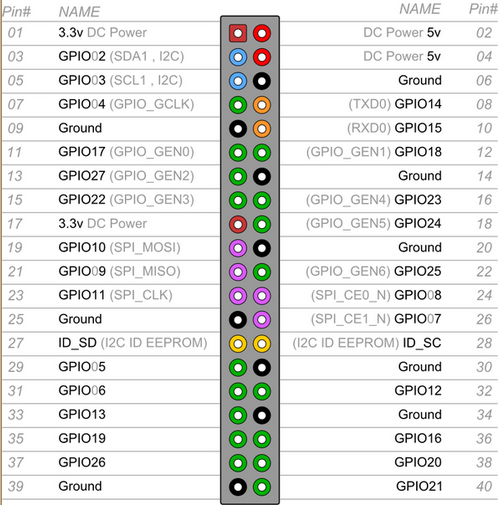 Pin# NAME NAME Pin#
01 3.3v DC Power DC Power 5v 02
03 GPIO02 (SDA1 , I2C) DC Power 5v 04
05 GPIO03 (SCL1 , I2C) Ground 06
07 GPIO04 (GPIO_GCLK) (TXD0) GPIO14 08
09 Ground (RXD0) GPIO15 10
11 GPIO17 (GPIO_GEN0) (GPIO_GEN1) GPIO18 12
13 GPIO27 (GPIO_GEN2) Ground 14
15 GPIO22 (GPIO_GEN3) (GPIO_GEN4) GPIO23 16
17 3.3v DC Power (GPIO_GEN5) GPIO24 18
19 GPIO10 (SPI_MOSI) Ground 20
21 GPIO09 (SPI_MISO) (GPIO_GEN6) GPIO25 22
23 GPIO11 (SPI_CLK) (SPI_CE0_N) GPIO08 24
25 Ground (SPI_CE1_N) GPIO07 26
27 ID_SD (I2C ID EEPROM) (I2C ID EEPROM) ID_SC 28
29 GPIO05 Ground 30
31 GPIO06 GPIO12 32
33 GPIO13 Ground 34
35 GPIO19 GPIO16 36
37 GPIO26 GPIO20 38
39 Ground GPIO21 40